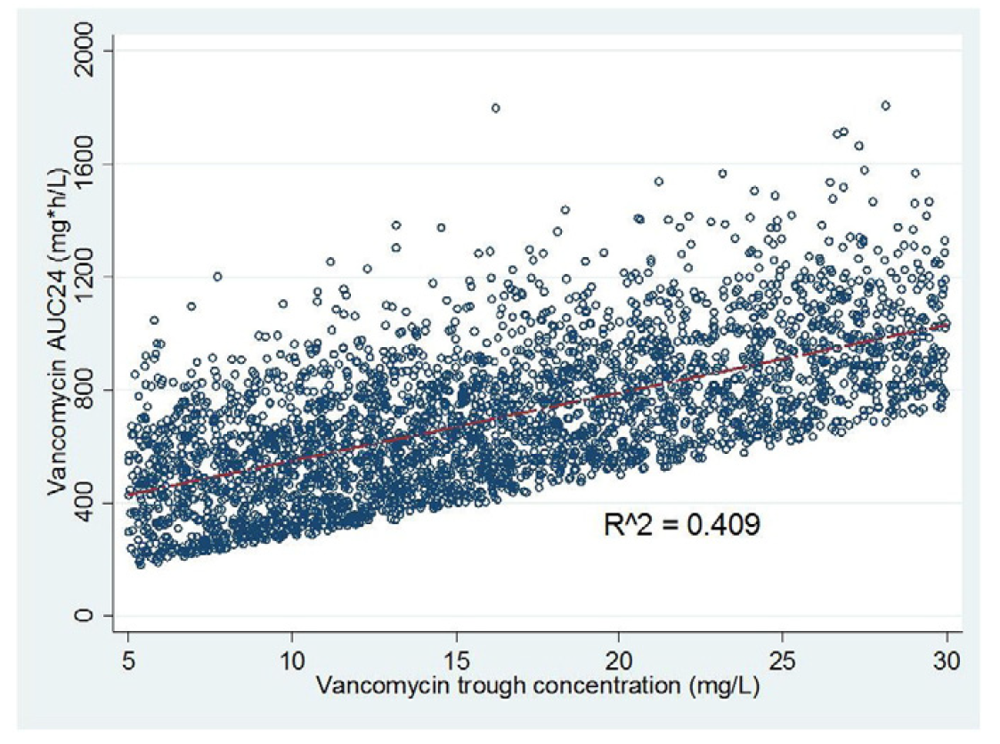 2000
1600
1200
800
400
0
Vancomycin AUC24 (mg*h/L)
R^2 = 0.409
5 10 15 20 25 30
Vancomycin trough concentration (mg/L)